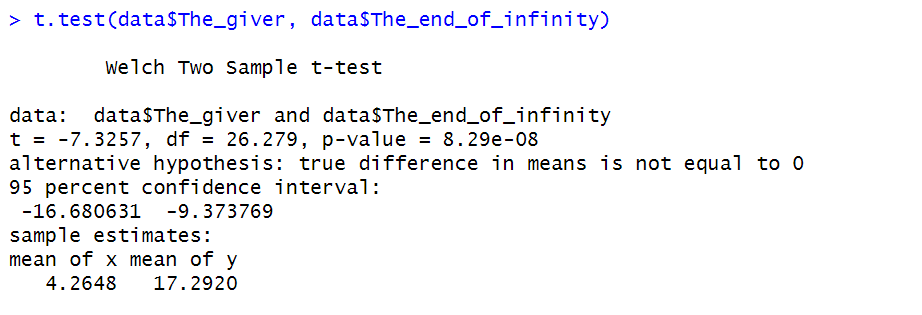 > t.test(data$The_giver, data$The_end_of_infinity)
Welch Two Sample t-test
data:  data$The_giver and data$The_end_of_infinity
t = -7.3257, df = 26.279, p-value = 8.29e-08
alternative hypothesis: true difference in means is not equal to 0
95 percent confidence interval:
-16.680631  -9.373769
sample estimates:
mean of x mean of y
4.2648   17.2920